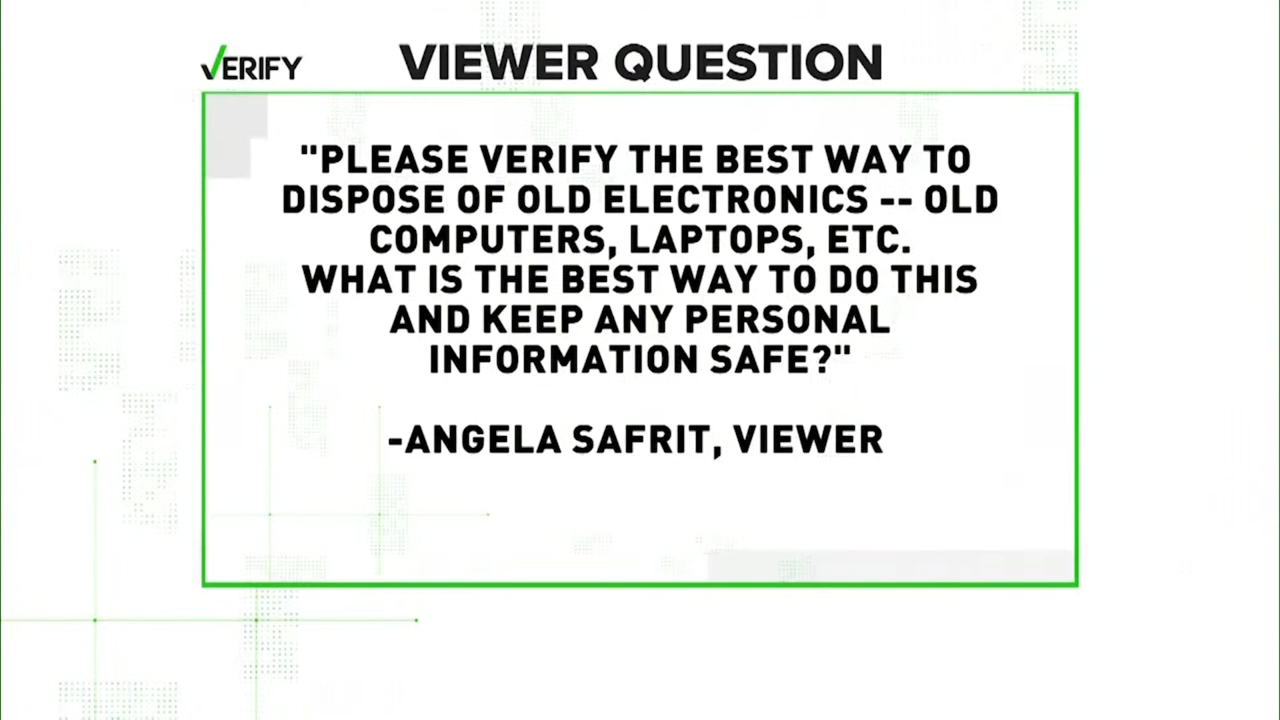 VERIFY
VIEWER QUESTION
"PLEASE VERIFY THE BEST WAY TO
DISPOSE OF OLD ELECTRONICS -- OLD
COMPUTERS, LAPTOPS, ETC.
WHAT IS THE BEST WAY TO DO THIS
AND KEEP ANY PERSONAL
INFORMATION SAFE?"
-ANGELA SAFRIT, VIEWER